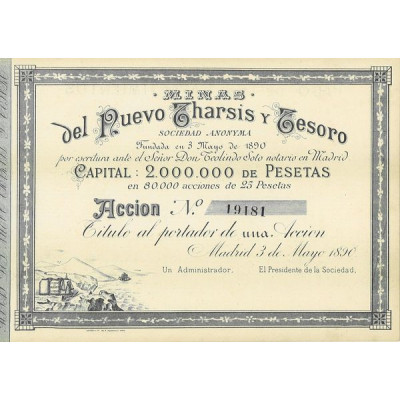 MINAS
del Nuevo Tharsis y Tesoro
SOCIEDAD ANONYMA
Fundada en 3 Mayo de 1890
por escritura ante el Señor Don Teolindo Soto notario en Madrid
CAPITAL: 2.000.000 DE PESETAS
en 80000 acciones de 25 Pesetas
Accion No. 19181
Titulo al portador de una Accion
Madrid 3 de Mayo 1890
Un Administrador. El Presidente de la Sociedad.